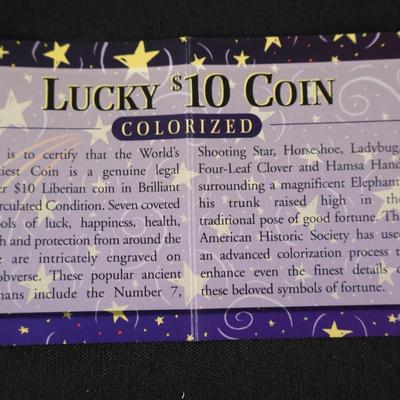 LUCKY $10 COIN
COLORIZED
is is to certify that the World's
iest Coin is a genuine legal
er $10 Liberian coin in Brilliant
irculated Condition. Seven coveted
ols of luck, happiness, health,
th and protection from around the
e are intricately engraved on
obverse. These popular ancient
mans include the Number 7,
Shooting Star, Horseshoe, Ladybug,
Four-Leaf Clover and Hamsa Hand
surrounding a magnificent Elephant
his trunk raised high in the
traditional pose of good fortune. The
American Historic Society has used
an advanced colorization process t
enhance even the finest details o
these beloved symbols of fortune.